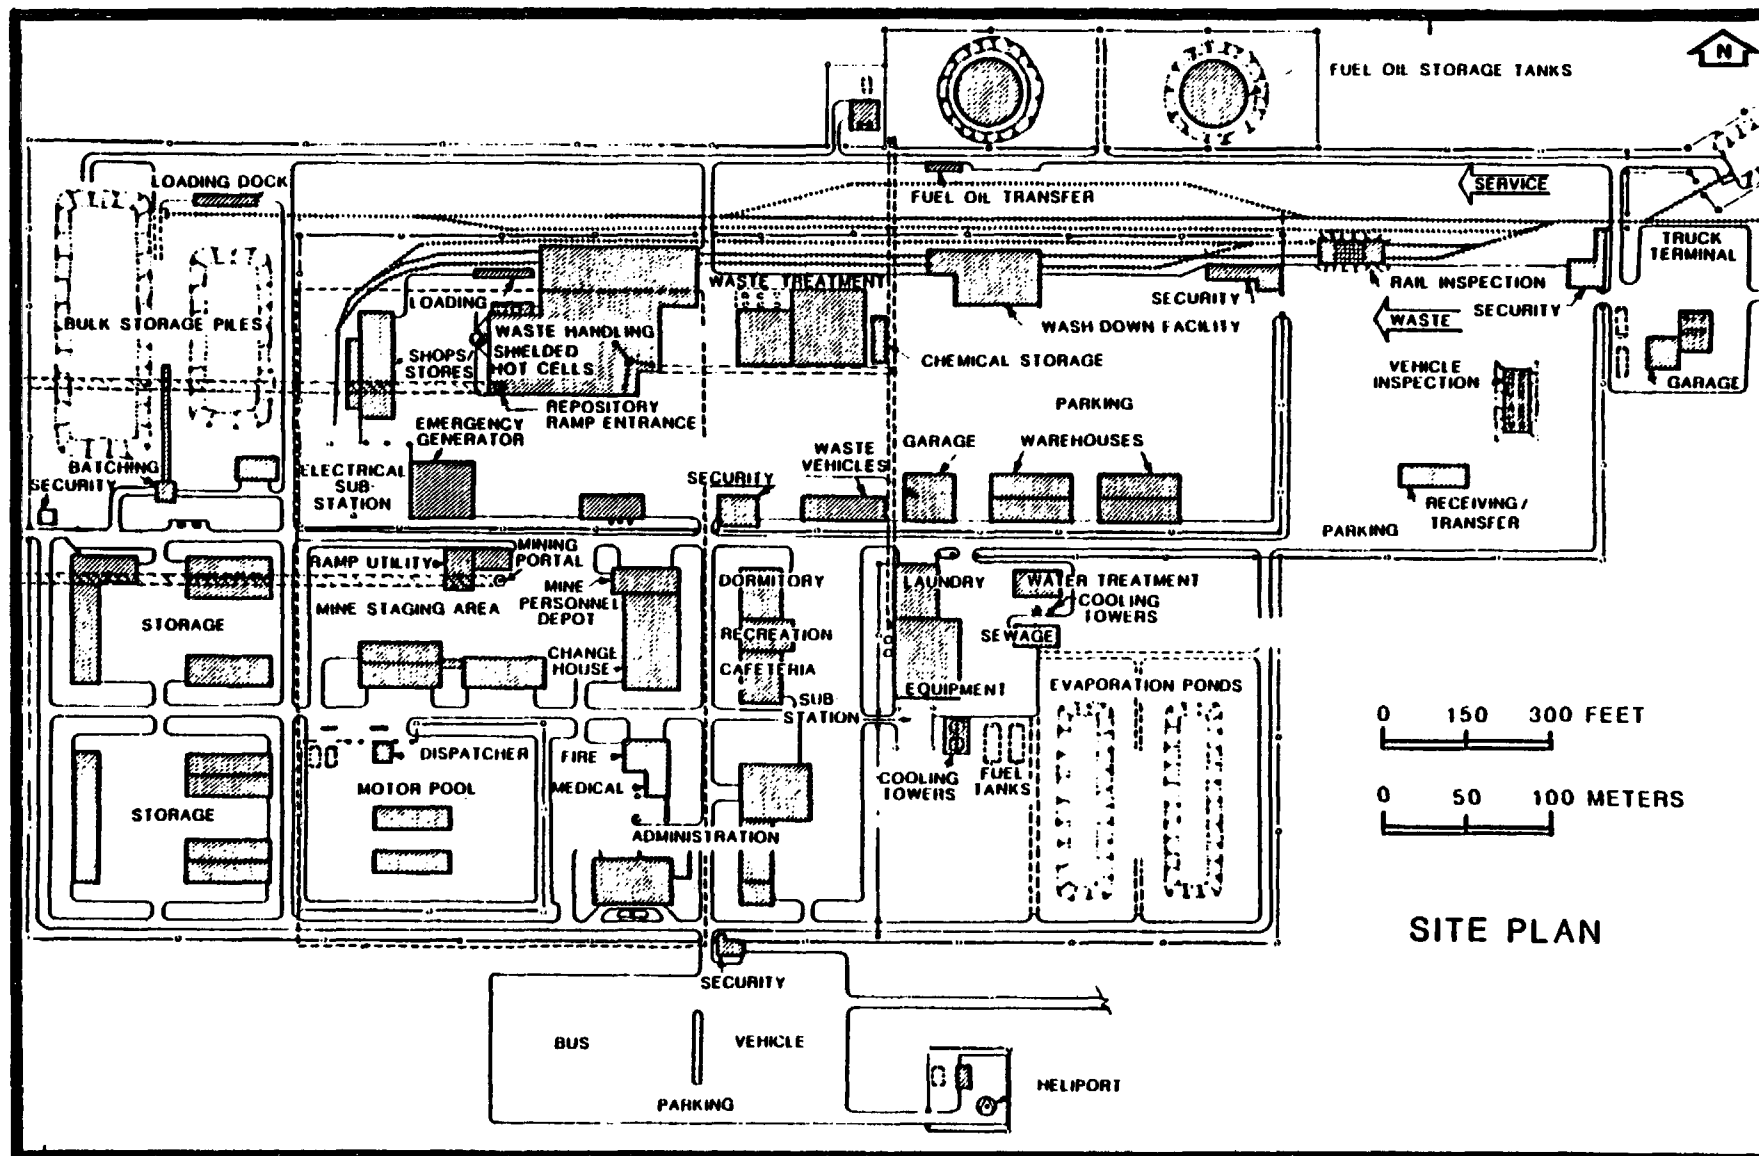 N
FUEL OIL STORAGE TANKS
LOADING DOCK
FUEL OIL TRANSFER
SERVICE
TRUCK
TERMINAL
BULK STORAGE PILES
LOADING
WASTE TREATMENT
SECURITY
RAIL INSPECTION
SECURITY
WASTE HANDLING
SHIELDED
HOT CELLS
WASH DOWN FACILITY
WASTE
SHOPS/
STORES
CHEMICAL STORAGE
VEHICLE
INSPECTION
GARAGE
REPOSITORY
RAMP ENTRANCE
PARKING
EMERGENCY
GENERATOR
GARAGE
WAREHOUSES
BATCHING
SECURITY
ELECTRICAL
SUB-
STATION
SECURITY
WASTE
VEHICLES
RECEIVING/
TRANSFER
PARKING
MINING
PORTAL
RAMP UTILITY
MINE
PERSONNEL
DEPOT
DORMITORY
LAUNDRY
WATER TREATMENT
COOLING
TOWERS
STORAGE
MINE STAGING AREA
RECREATION
SEWAGE
CHANGE
HOUSE
CAFETERIA
EQUIPMENT
EVAPORATION PONDS
SUB
STATION
0 150 300 FEET
DISPATCHER
FIRE
MOTOR POOL
MEDICAL
COOLING
TOWERS
FUEL
TANKS
0 50 100 METERS
STORAGE
ADMINISTRATION
SITE PLAN
SECURITY
BUS
VEHICLE
PARKING
HELIPORT